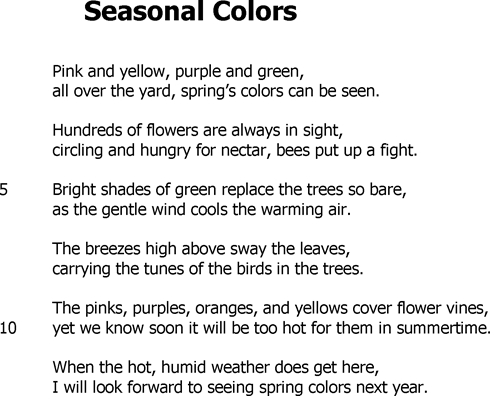 Seasonal Colors
Pink and yellow, purple and green,
all over the yard, spring’s colors can be seen.
Hundreds of flowers are always in sight,
circling and hungry for nectar, bees put up a fight.
5 Bright shades of green replace the trees so bare,
as the gentle wind cools the warming air.
The breezes high above sway the leaves,
carrying the tunes of the birds in the trees.
The pinks, purples, oranges, and yellows cover flower vines,
10 yet we know soon it will be too hot for them in summertime.
When the hot, humid weather does get here,
I will look forward to seeing spring colors next year.